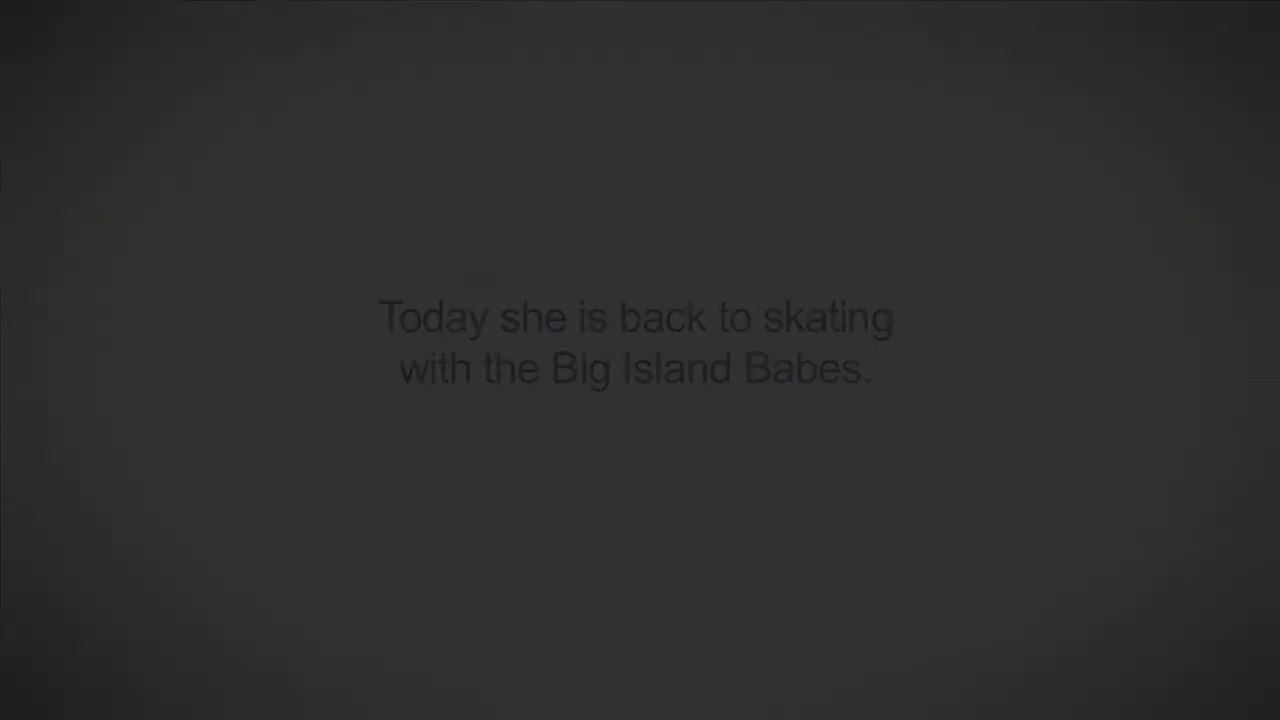 Today she is back to skating
with the Big Island Babes.